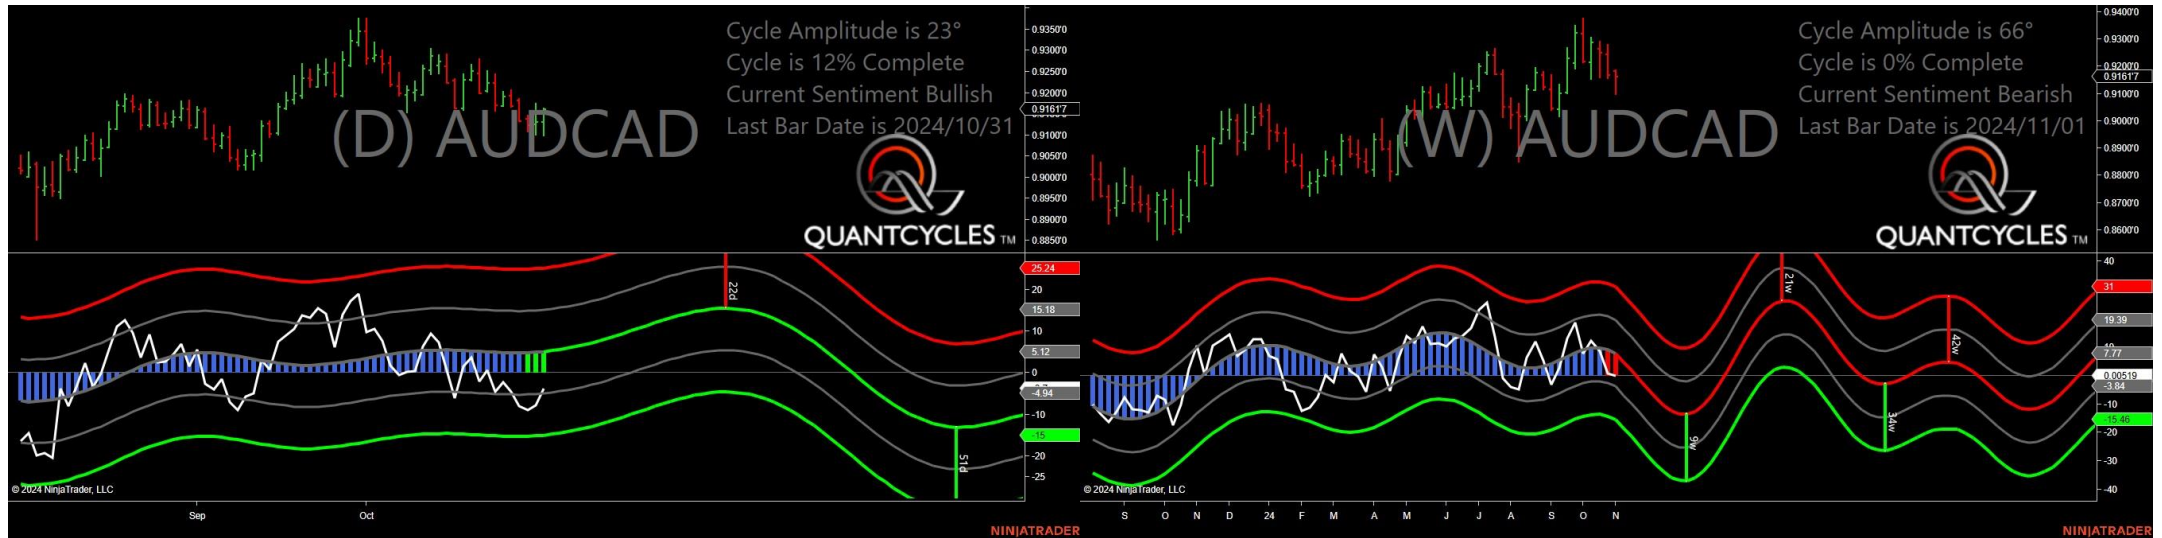 Cycle Amplitude is 23°
Cycle is 12% Complete
Current Sentiment Bullish
Last Bar Date is 2024/10/31
(D) AUDCAD
QUANTCYCLES TM
0.9350'0
0.9300'0
0.9250'0
0.9200'0
0.9161'7
0.9100'0
0.9050'0
0.9000'0
0.8950'0
0.8900'0
0.8850'0
25.24
20
15.18
10
5.12
0
-4.94
-10
-15
-20
-25
22d
51d
© 2024 NinjaTrader, LLC
Sep
Oct
NINJATRADER
Cycle Amplitude is 66°
Cycle is 0% Complete
Current Sentiment Bearish
Last Bar Date is 2024/11/01
(W) AUDCAD
QUANTCYCLES TM
0.9400'0
0.9300'0
0.9200'0
0.9161'7
0.9100'0
0.9000'0
0.8900'0
0.8800'0
0.8700'0
0.8600'0
40
31
19.39
7.77
0.00519
-3.84
-10
-15.46
-20
-30
-40
21w
42w
9w
34w
© 2024 NinjaTrader, LLC
S O N D 24 F M A M J J A S O N
NINJATRADER